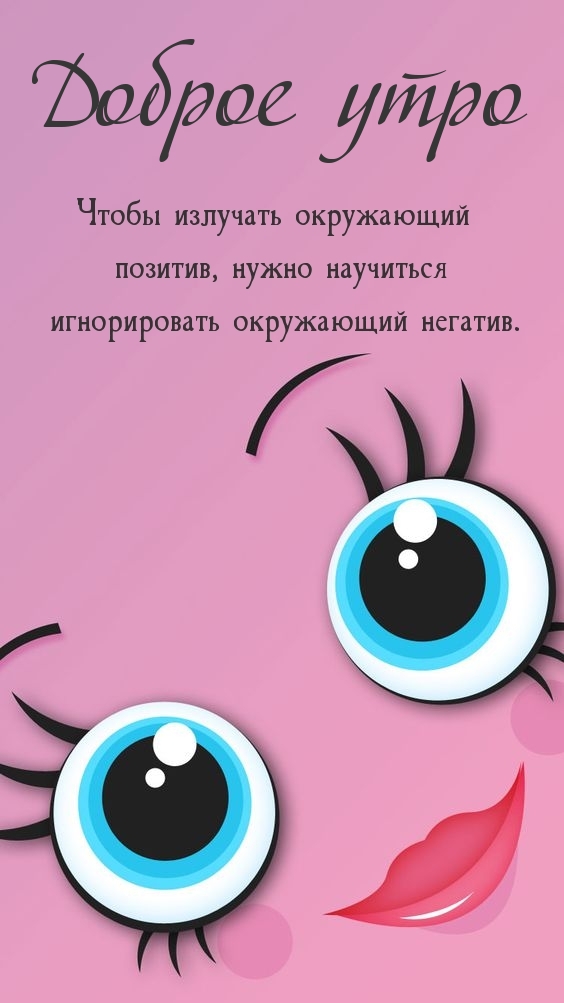 Доброе утро
Чтобы излучать окружающий
позитив, нужно научиться
игнорировать окружающий негатив.